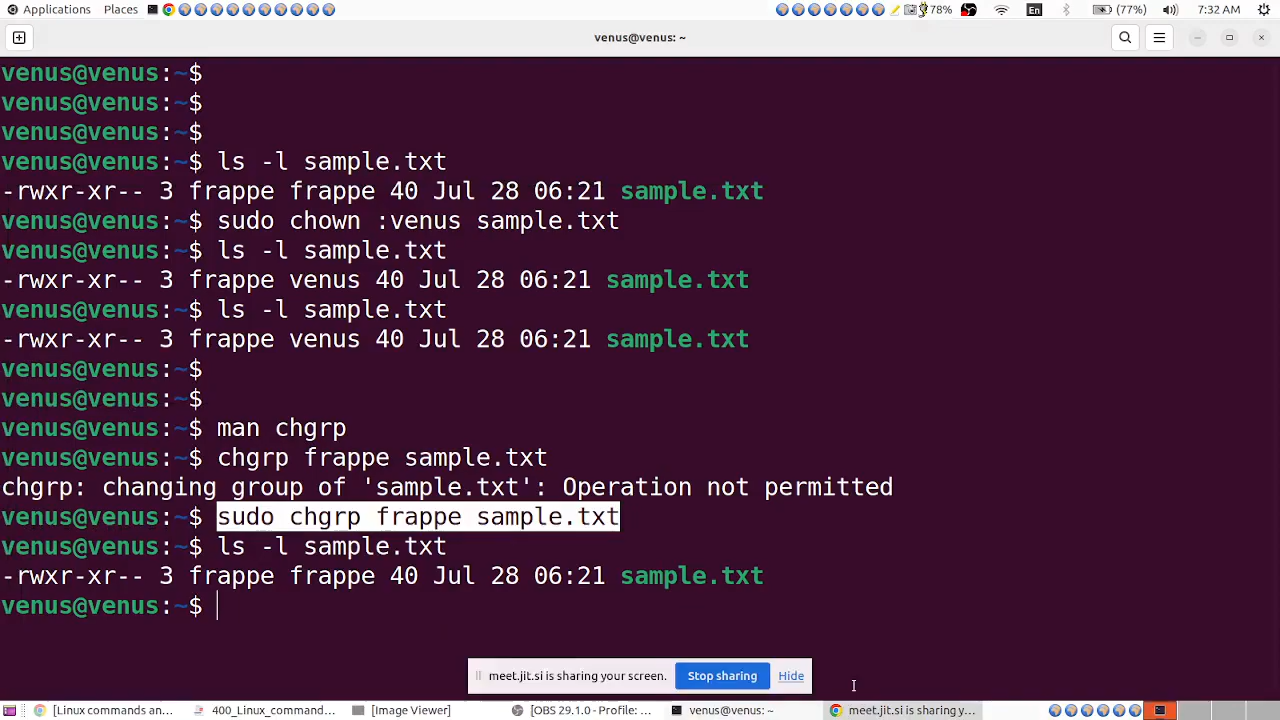 Applications Places 78% En (77%) 7:32 AM
venus@venus: ~
venus@venus:~$
venus@venus:~$
venus@venus:~$
venus@venus:~$ ls -l sample.txt
-rwxr-xr-- 3 frappe frappe 40 Jul 28 06:21 sample.txt
venus@venus:~$ sudo chown :venus sample.txt
venus@venus:~$ ls -l sample.txt
-rwxr-xr-- 3 frappe venus 40 Jul 28 06:21 sample.txt
venus@venus:~$ ls -l sample.txt
-rwxr-xr-- 3 frappe venus 40 Jul 28 06:21 sample.txt
venus@venus:~$
venus@venus:~$
venus@venus:~$ man chgrp
venus@venus:~$ chgrp frappe sample.txt
chgrp: changing group of 'sample.txt': Operation not permitted
venus@venus:~$ sudo chgrp frappe sample.txt
venus@venus:~$ ls -l sample.txt
-rwxr-xr-- 3 frappe frappe 40 Jul 28 06:21 sample.txt
venus@venus:~$
meet.jit.si is sharing your screen. Stop sharing Hide
[Linux commands an... 400_Linux_command... [Image Viewer] [OBS 29.1.0 - Profile: ... venus@venus: ~ meet.jit.si is sharing y...